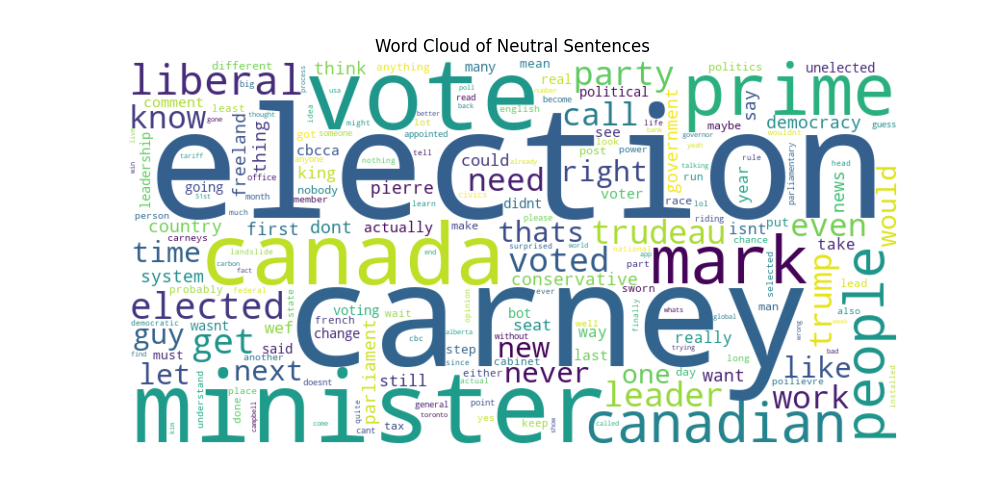 Word Cloud of Neutral Sentences
liberal
vote
prime
election
canada
carney
minister
mark
canadian
people
party
call
right
need
know
different
think
anything
many
mean
real
political
politics
unelected
comment
big
process
usa
poll
read
back
become
english
least
gone
thought
idea
might
better
number
life
maybe
say
democracy
guess
leadership
freeland
thing
got
someone
lot
appointed
see
look
post
power
government
governor
yeah
wouldnt
cbcca
anyone
nothing
tell
could
already
talking
rule
parliamentary
head
news
win
tariff
office
51st
king
pierre
year
run
going
month
nobody
member
learn
civics
didnt
voter
race
lol
person
much
please
riding
country
first
dont
actually
make
thats
trudeau
isnt
put
even
would
carneys
landslide
surprised
world
national
chance
take
time
end
voted
part
app
selected
system
carbon
fact
federal
conservative
sworn
man
lead
trump
probably
state
ever
also
elected
wef
voting
wait
opinion
bot
seat
well
finally
whats
global
democratic
wasnt
french
change
cbc
alberta
without
way
really
trying
wrong
guy
get
said
parliament
step
since
cabinet
new
last
long
bad
find
must
another
next
still
either
never
one
day
want
poilievre
like
let
doesnt
actual
leader
work
installed
understand
place
done
campbell
quite
general
toronto
point
tax
cant
yes
keep
show
kim
come
called